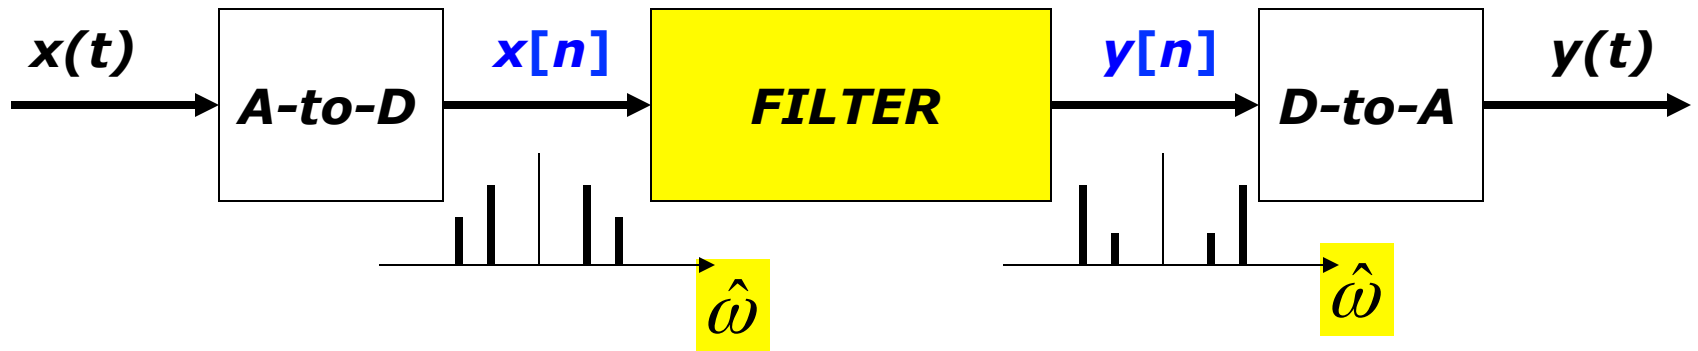 x(t) x[n] y[n] y(t)
A-to-D FILTER D-to-A
ω̂ ω̂